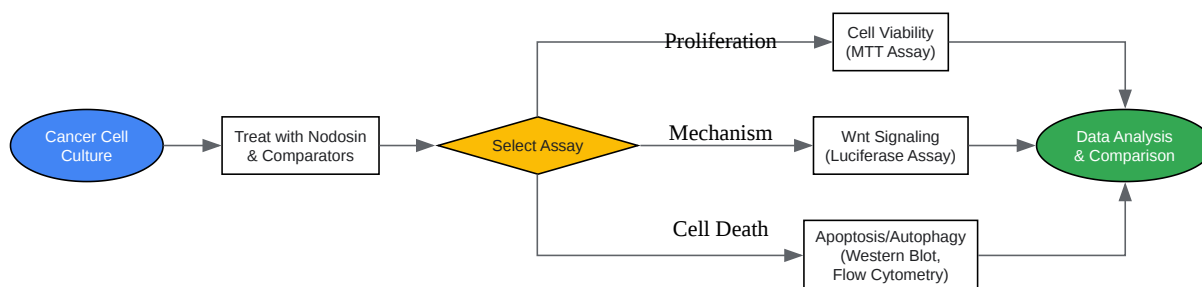 Cancer Cell
Culture
Treat with Nodosin
& Comparators
Select Assay
Proliferation
Cell Viability
(MTT Assay)
Mechanism
Wnt Signaling
(Luciferase Assay)
Cell Death
Apoptosis/Autophagy
(Western Blot,
Flow Cytometry)
Data Analysis
& Comparison